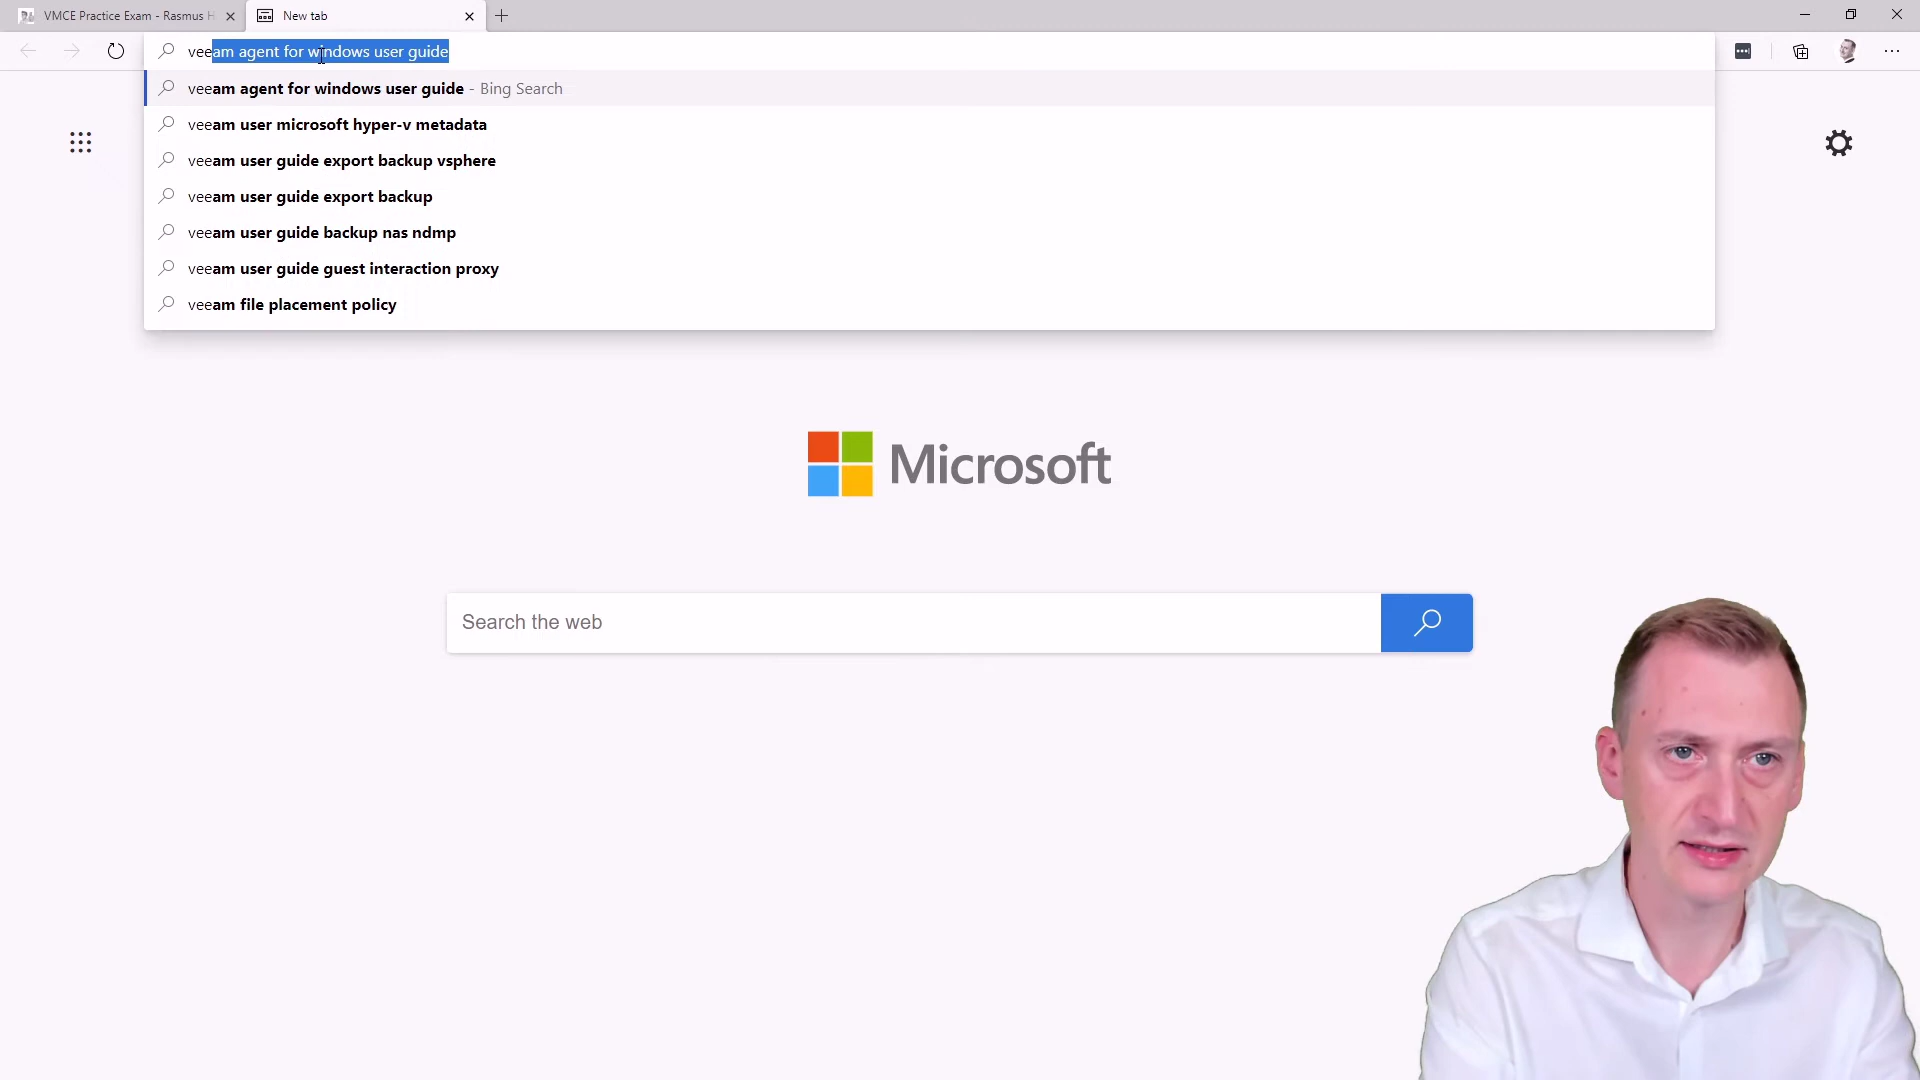 VMCE Practice Exam - Rasmus H
New tab
veeam agent for windows user guide
veeam agent for windows user guide - Bing Search
veeam user microsoft hyper-v metadata
veeam user guide export backup vsphere
veeam user guide export backup
veeam user guide backup nas ndmp
veeam user guide guest interaction proxy
veeam file placement policy
Microsoft
Search the web